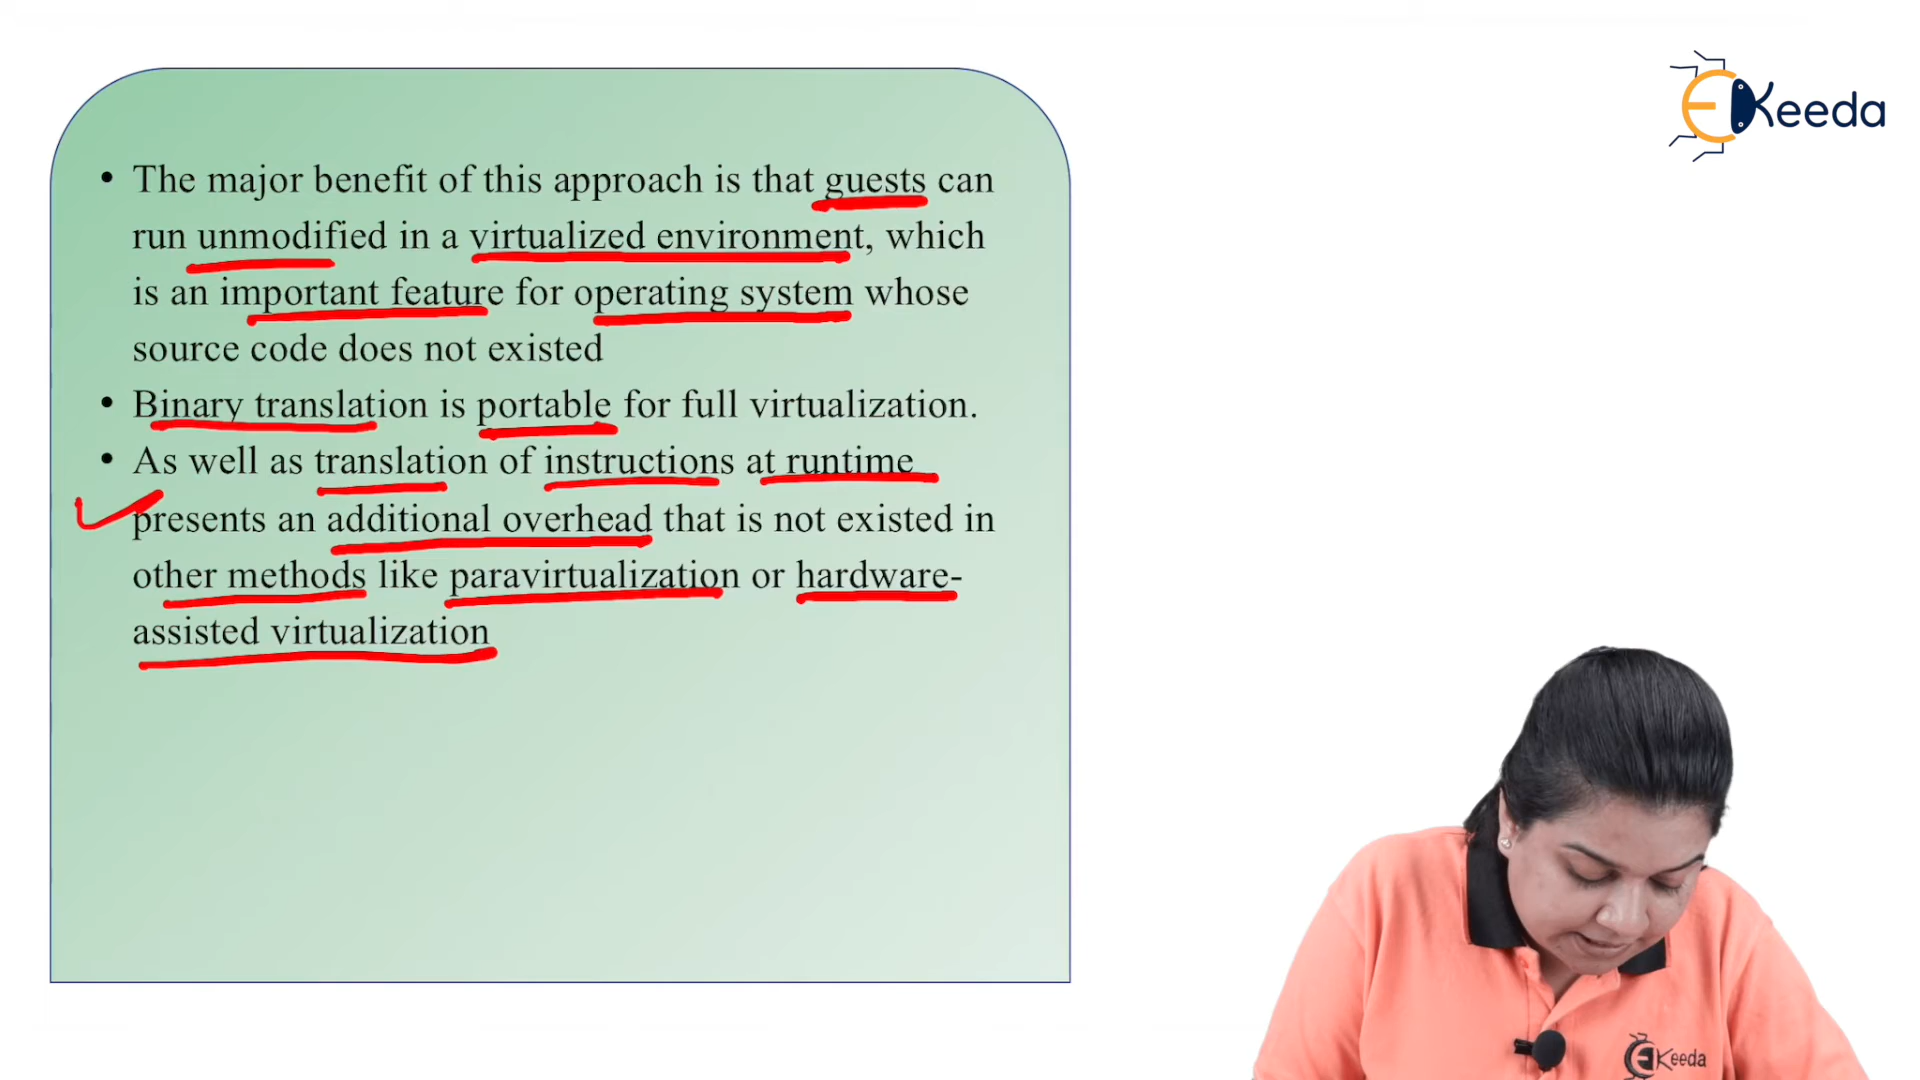 EKeeda
• The major benefit of this approach is that guests can
run unmodified in a virtualized environment, which
is an important feature for operating system whose
source code does not existed
• Binary translation is portable for full virtualization.
• As well as translation of instructions at runtime
presents an additional overhead that is not existed in
other methods like paravirtualization or hardware-
assisted virtualization
EKeeda